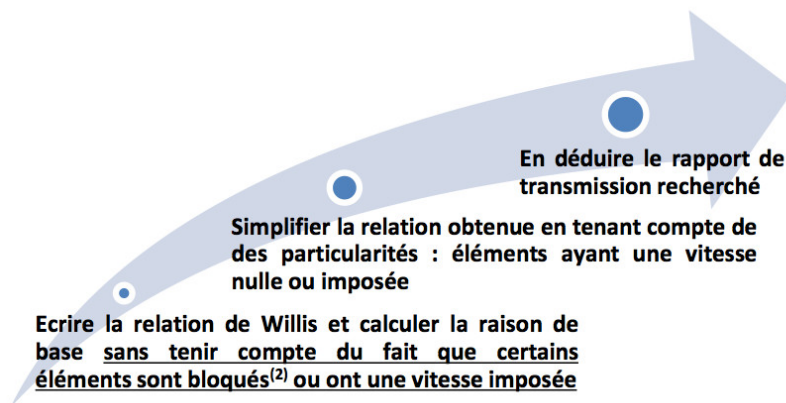 En déduire le rapport de
transmission recherché
Simplifier la relation obtenue en tenant compte de
des particularités : éléments ayant une vitesse
nulle ou imposée
Ecrire la relation de Willis et calculer la raison de
base sans tenir compte du fait que certains
éléments sont bloqués(2) ou ont une vitesse imposée